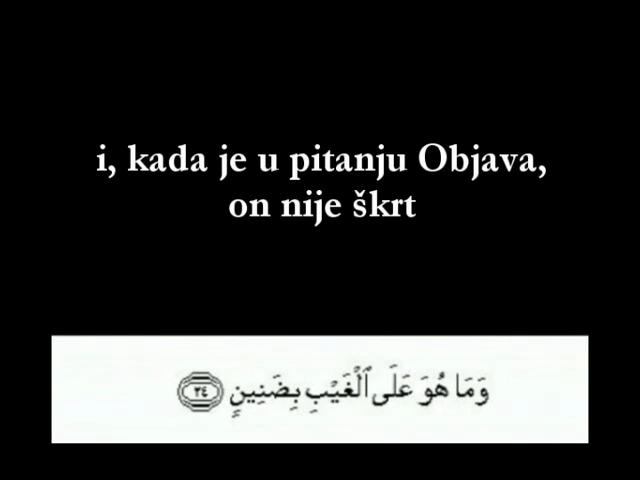 i, kada je u pitanju Objava,
on nije škrt
وَمَا هُوَ عَلَى ٱلْغَيْبِ بِضَنِينٍ ٢٤